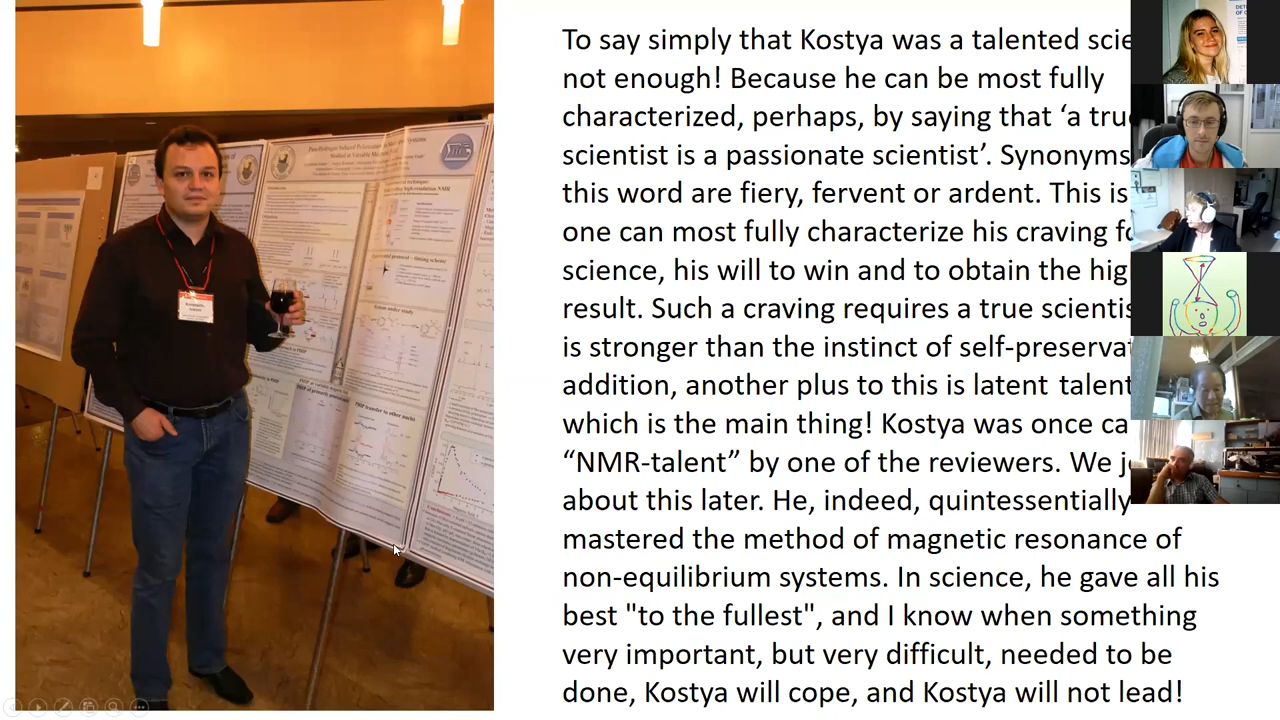 To say simply that Kostya was a talented scie
not enough! Because he can be most fully
characterized, perhaps, by saying that ‘a true
scientist is a passionate scientist’. Synonyms
this word are fiery, fervent or ardent. This is
one can most fully characterize his craving fo
science, his will to win and to obtain the hig
result. Such a craving requires a true scientis
is stronger than the instinct of self-preserva
addition, another plus to this is latent talent
which is the main thing! Kostya was once ca
“NMR-talent” by one of the reviewers. We j
about this later. He, indeed, quintessentially
mastered the method of magnetic resonance of
non-equilibrium systems. In science, he gave all his
best "to the fullest", and I know when something
very important, but very difficult, needed to be
done, Kostya will cope, and Kostya will not lead!